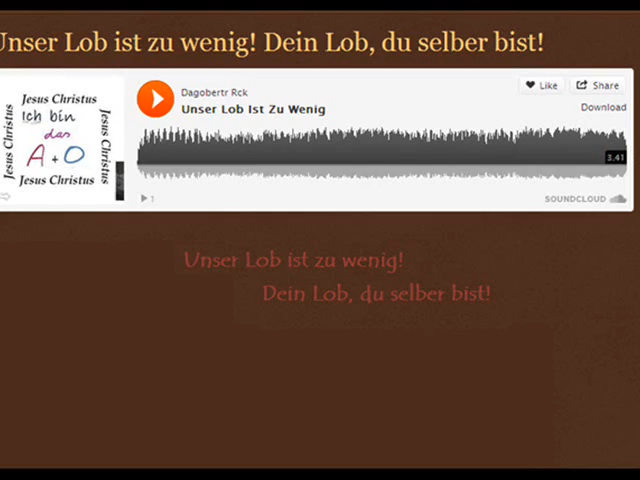 Unser Lob ist zu wenig! Dein Lob, du selber bist!
Jesus Christus
Jesus Christus
Ich bin
das
A + O
Jesus Christus
Jesus Christus
Dagobertr Rck
Unser Lob Ist Zu Wenig
Like
Share
Download
3.41
1
SOUNDCLOUD
Unser Lob ist zu wenig!
Dein Lob, du selber bist!